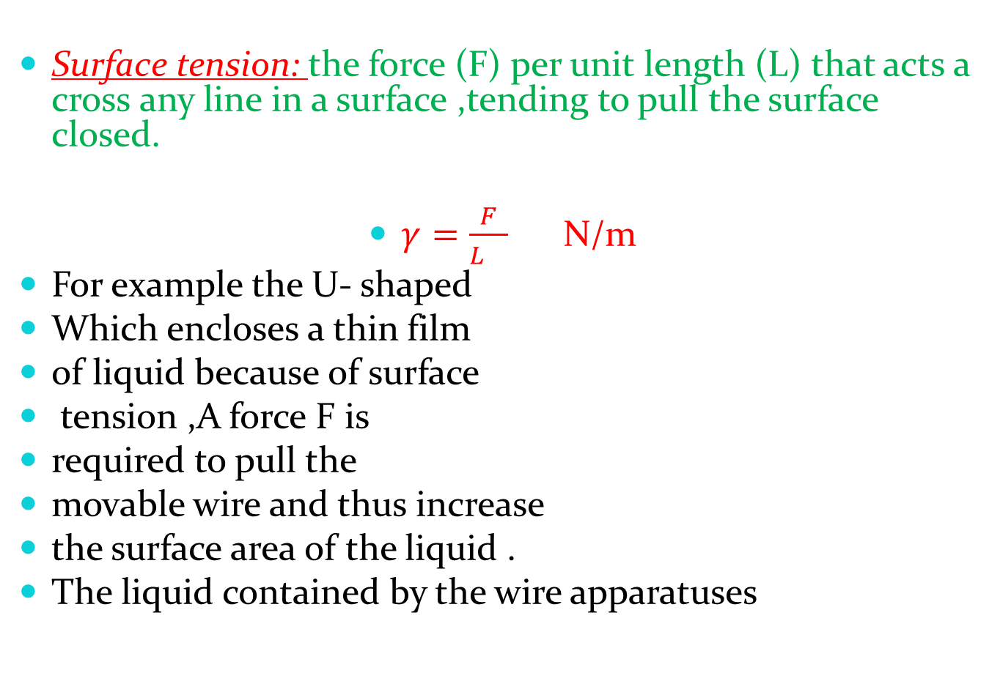 • Surface tension: the force (F) per unit length (L) that acts a
cross any line in a surface ,tending to pull the surface
closed.
• γ = F/L N/m
• For example the U- shaped
• Which encloses a thin film
• of liquid because of surface
• tension ,A force F is
• required to pull the
• movable wire and thus increase
• the surface area of the liquid .
• The liquid contained by the wire apparatuses